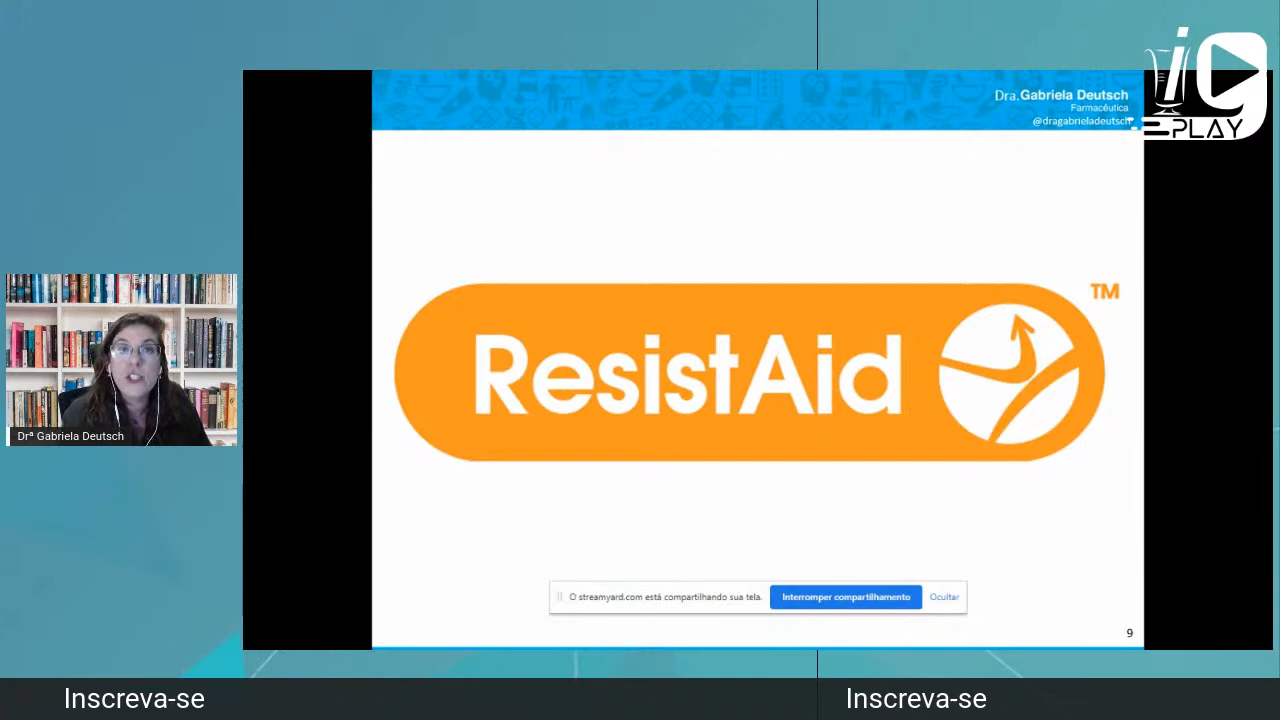 iG
PLAY
Dra.Gabriela Deutsch
Farmacêutica
@dragabrieladeutsch
ResistAid
TM
Drª Gabriela Deutsch
O streamyard.com está compartilhando sua tela.
Interromper compartilhamento
Ocultar
9
Inscreva-se
Inscreva-se